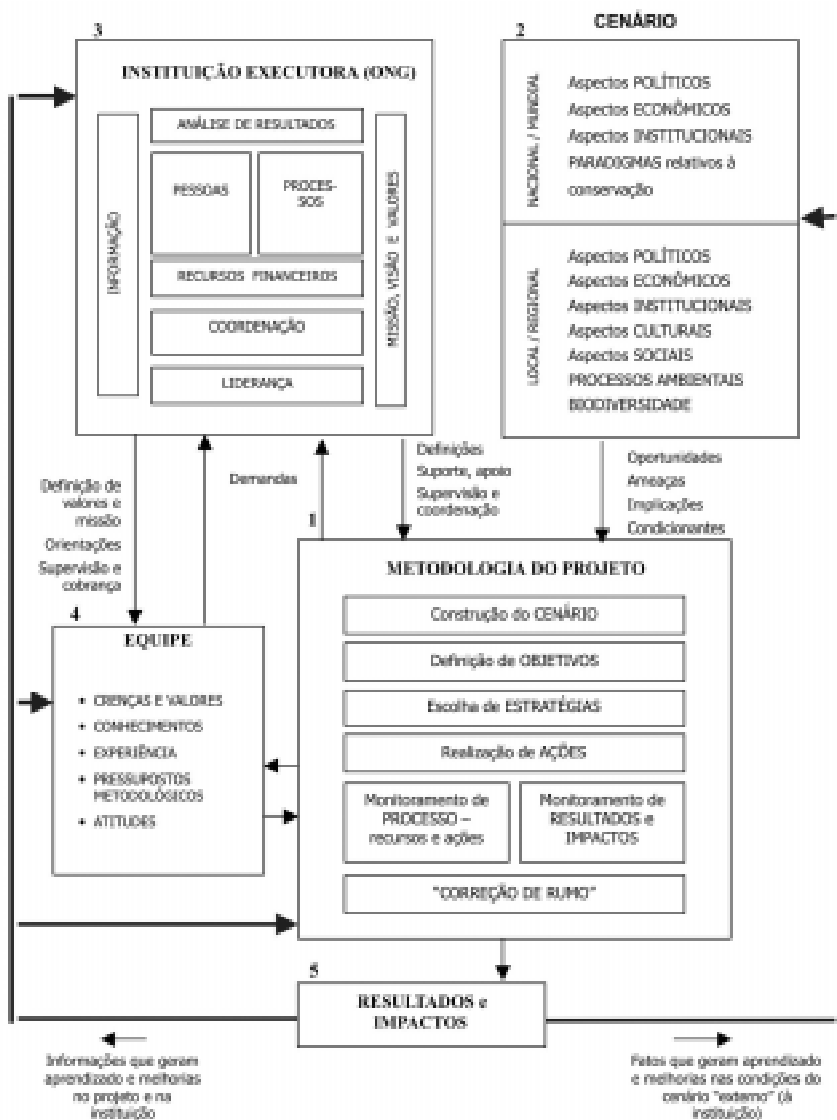 3
INSTITUIÇÃO EXECUTORA (ONG)
INFORMAÇÃO
ANÁLISE DE RESULTADOS
PESSOAS
PROCES-
SOS
RECURSOS FINANCEIROS
COORDENAÇÃO
LIDERANÇA
MISSÃO, VISÃO E VALORES
CENÁRIO
2
NACIONAL / MUNDIAL
Aspectos POLÍTICOS
Aspectos ECONÔMICOS
Aspectos INSTITUCIONAIS
PARADIGMAS relativos à
conservação
LOCAL / REGIONAL
Aspectos POLÍTICOS
Aspectos ECONÔMICOS
Aspectos INSTITUCIONAIS
Aspectos CULTURAIS
Aspectos SOCIAIS
PROCESSOS AMBIENTAIS
BIODIVERSIDADE
Definição de
valores e
missão
Orientações
Supervisão e
cobrança
Demandas
Definições
Suporte, apoio
Supervisão e
coordenação
Oportunidades
Ameaças
Implicações
Condicionantes
4
EQUIPE
• CRENÇAS E VALORES
• CONHECIMENTOS
• EXPERIÊNCIA
• PRESSUPOSTOS
METODOLÓGICOS
• ATITUDES
1
METODOLOGIA DO PROJETO
Construção do CENÁRIO
Definição de OBJETIVOS
Escolha de ESTRATÉGIAS
Realização de AÇÕES
Monitoramento de
PROCESSO –
recursos e ações
Monitoramento de
RESULTADOS e
IMPACTOS
"CORREÇÃO DE RUMO"
5
RESULTADOS e
IMPACTOS
Informações que geram
aprendizado e melhorias
no projeto e na
instituição
Fatos que geram aprendizado
e melhorias nas condições do
cenário "externo" (à
instituição)